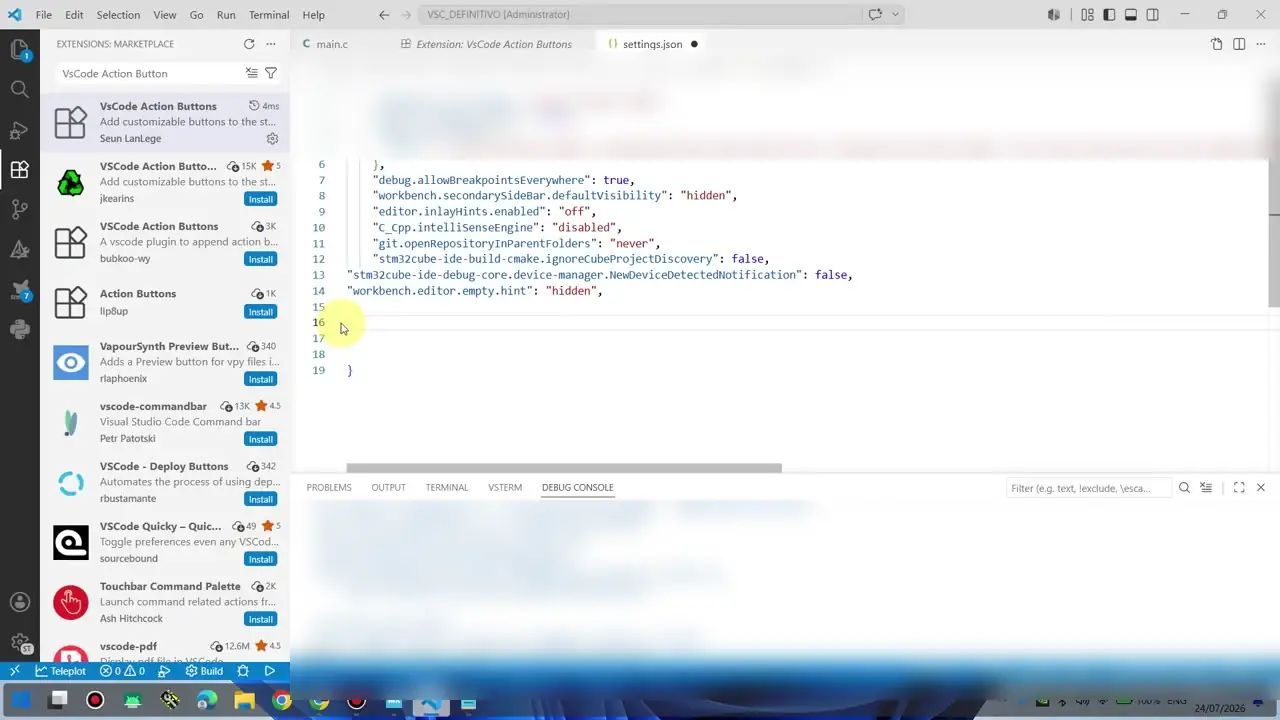 File Edit Selection View Go Run Terminal Help
VSC_DEFINITIVO [Administrator]
EXTENSIONS: MARKETPLACE
main.c
Extension: VsCode Action Buttons
settings.json
VsCode Action Button
VsCode Action Buttons 4ms
Add customizable buttons to the st...
Seun LanLege
VSCode Action Butto... 15K 5
Add customizable buttons to the st...
jkearins Install
VSCode Action Buttons 3K
A vscode plugin to append action b...
bubkoo-wy Install
Action Buttons 1K
lip8up Install
VapourSynth Preview But... 340
Adds a Preview button for vpy files i...
rlaphoenix Install
vscode-commandbar 13K 4.5
Visual Studio Code Command bar
Petr Patotski Install
VSCode - Deploy Buttons 342
Automates the process of using dep...
rbustamante Install
VSCode Quicky – Quic... 49 5
Toggle preferences even any VSCod...
sourcebound Install
Touchbar Command Palette 2K
Launch command related actions fr...
Ash Hitchcock Install
vscode-pdf 12.6M 4.5
Display pdf file in VSCode
6 },
7 "debug.allowBreakpointsEverywhere": true,
8 "workbench.secondarySideBar.defaultVisibility": "hidden",
9 "editor.inlayHints.enabled": "off",
10 "C_Cpp.intelliSenseEngine": "disabled",
11 "git.openRepositoryInParentFolders": "never",
12 "stm32cube-ide-build-cmake.ignoreCubeProjectDiscovery": false,
13 "stm32cube-ide-debug-core.device-manager.NewDeviceDetectedNotification": false,
14 "workbench.editor.empty.hint": "hidden",
15
16
17
18
19 }
PROBLEMS OUTPUT TERMINAL VSTERM DEBUG CONSOLE
Filter (e.g. text, !exclude, \esca...
1
7
ST
Teleplot 0 0 Build
100% ENG
24/07/2026